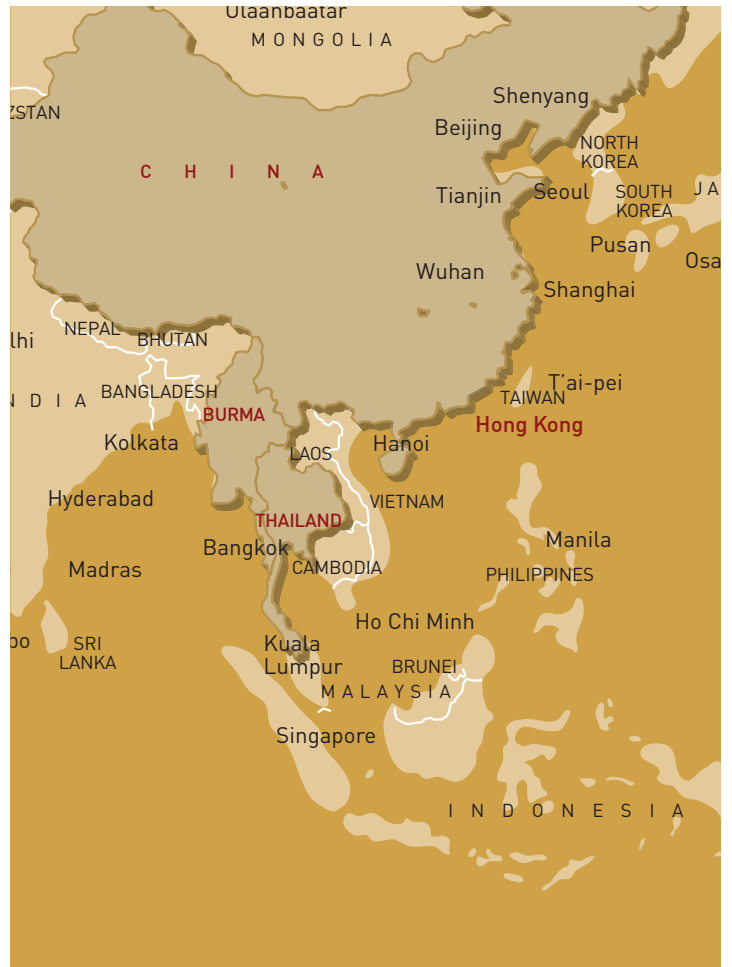 Ulaanbaatar
MONGOLIA
ZSTAN
Shenyang
Beijing
NORTH
KOREA
CHINA
Tianjin
Seoul
SOUTH
KOREA
JA
Pusan
Osa
Wuhan
Shanghai
lhi
NEPAL
BHUTAN
NDIA
BANGLADESH
BURMA
T'ai-pei
TAIWAN
Hong Kong
Kolkata
LAOS
Hanoi
Hyderabad
VIETNAM
THAILAND
Bangkok
Manila
Madras
CAMBODIA
PHILIPPINES
Ho Chi Minh
bo
SRI
LANKA
Kuala
Lumpur
BRUNEI
MALAYSIA
Singapore
INDONESIA